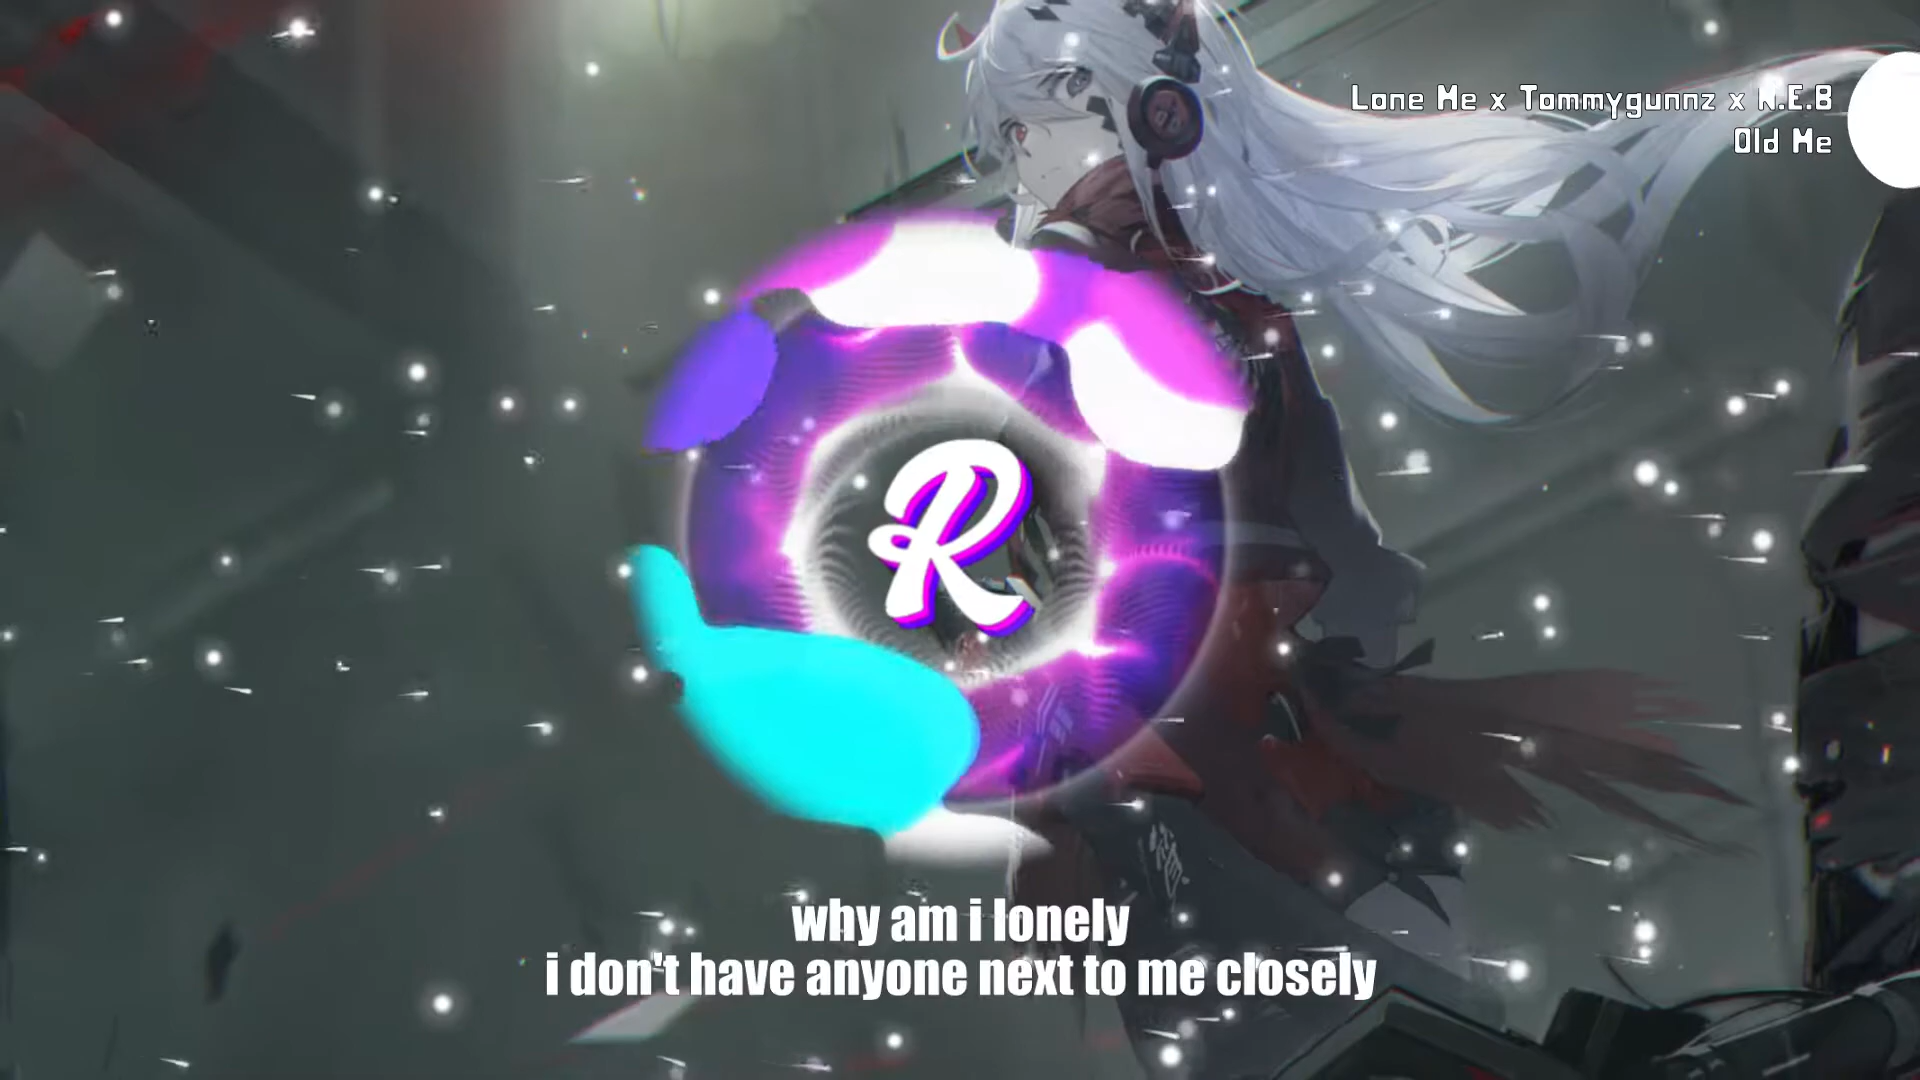 Lone Me x Tommygunnz x N.E.B
Old Me
R
why am i lonely
i don't have anyone next to me closely